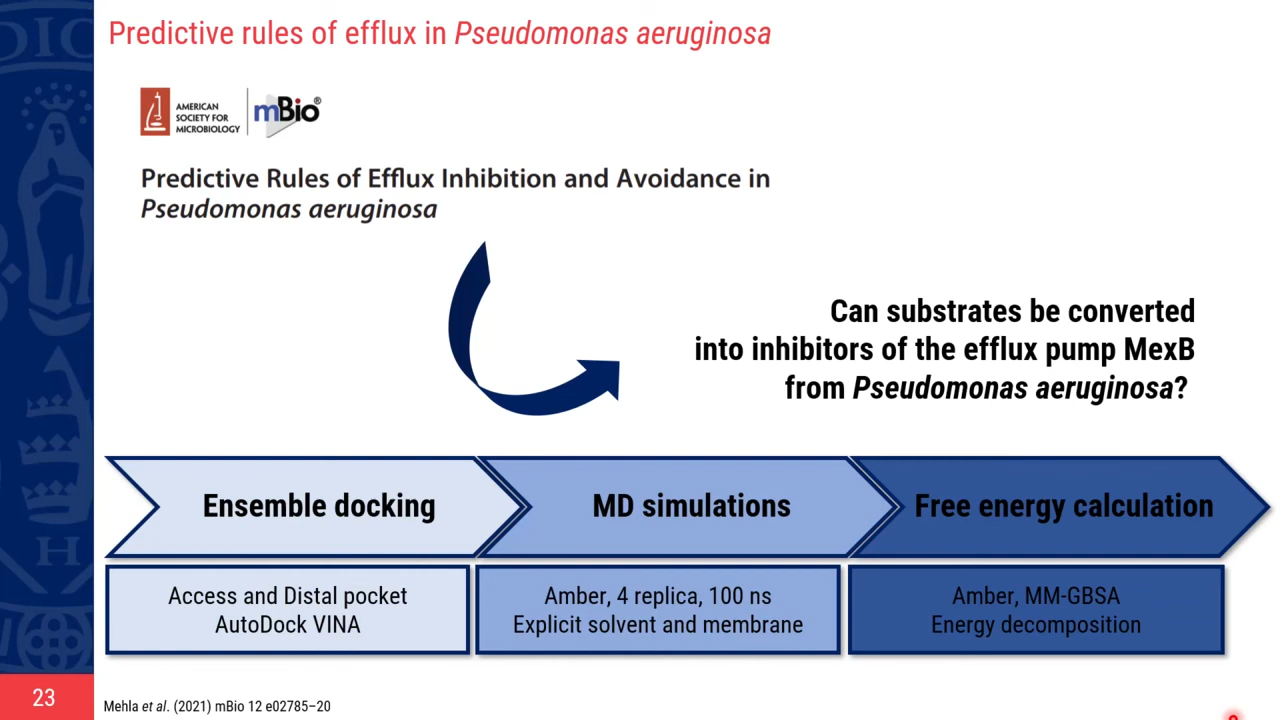 Predictive rules of efflux in Pseudomonas aeruginosa
AMERICAN
SOCIETY FOR
MICROBIOLOGY
mBio®
Predictive Rules of Efflux Inhibition and Avoidance in
Pseudomonas aeruginosa
Can substrates be converted
into inhibitors of the efflux pump MexB
from Pseudomonas aeruginosa?
Ensemble docking
MD simulations
Free energy calculation
Access and Distal pocket
AutoDock VINA
Amber, 4 replica, 100 ns
Explicit solvent and membrane
Amber, MM-GBSA
Energy decomposition
23
Mehla et al. (2021) mBio 12 e02785–20